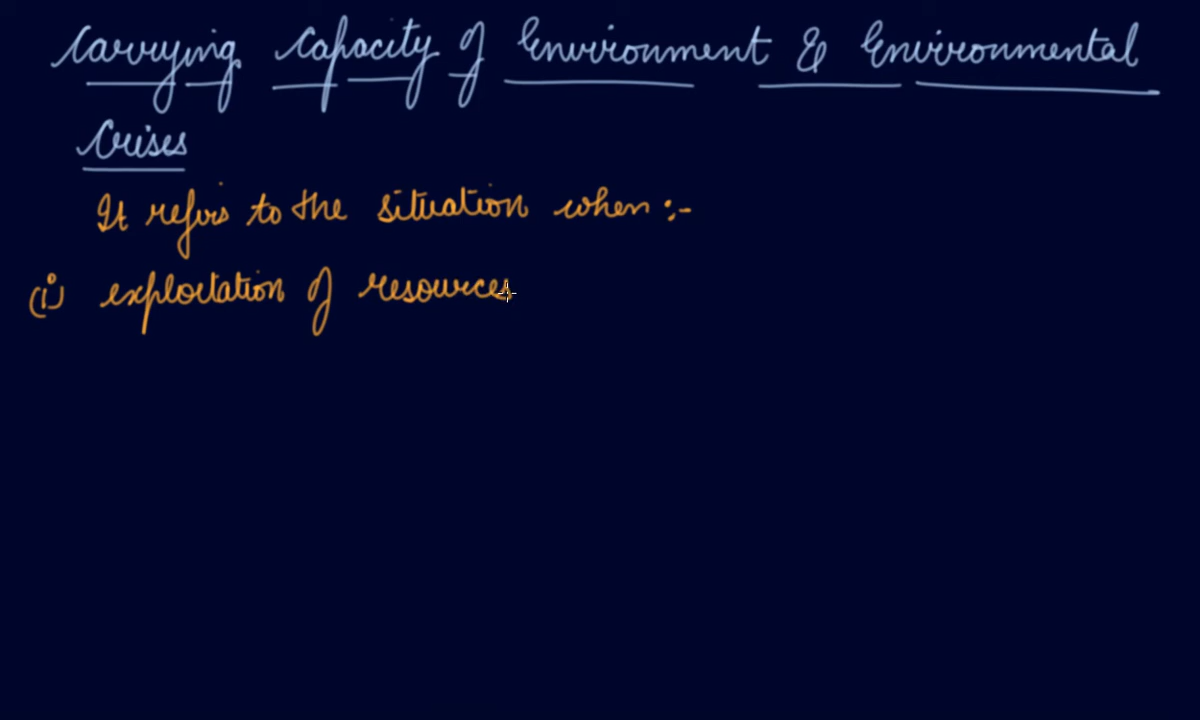 Carrying Capacity of Environment & Environmental
Crises
It refers to the situation when :-
(i) exploitation of resources